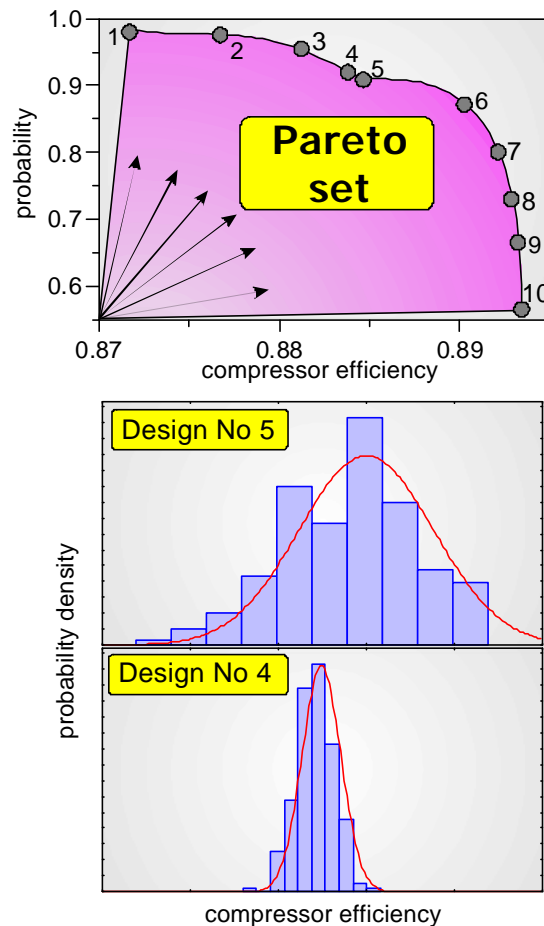 1.0
0.9
0.8
0.7
0.6
probability
1
2
3
4
5
6
7
8
9
10
Pareto
set
0.87
0.88
0.89
compressor efficiency
Design No 5
Design No 4
probability density
compressor efficiency